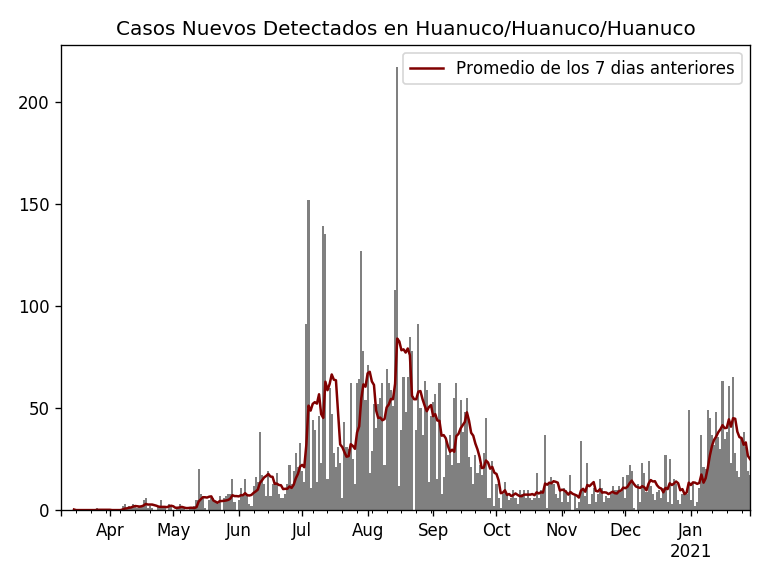 Casos Nuevos Detectados en Huanuco/Huanuco/Huanuco
Promedio de los 7 dias anteriores
200
150
100
50
0
Apr May Jun Jul Aug Sep Oct Nov Dec Jan
2021